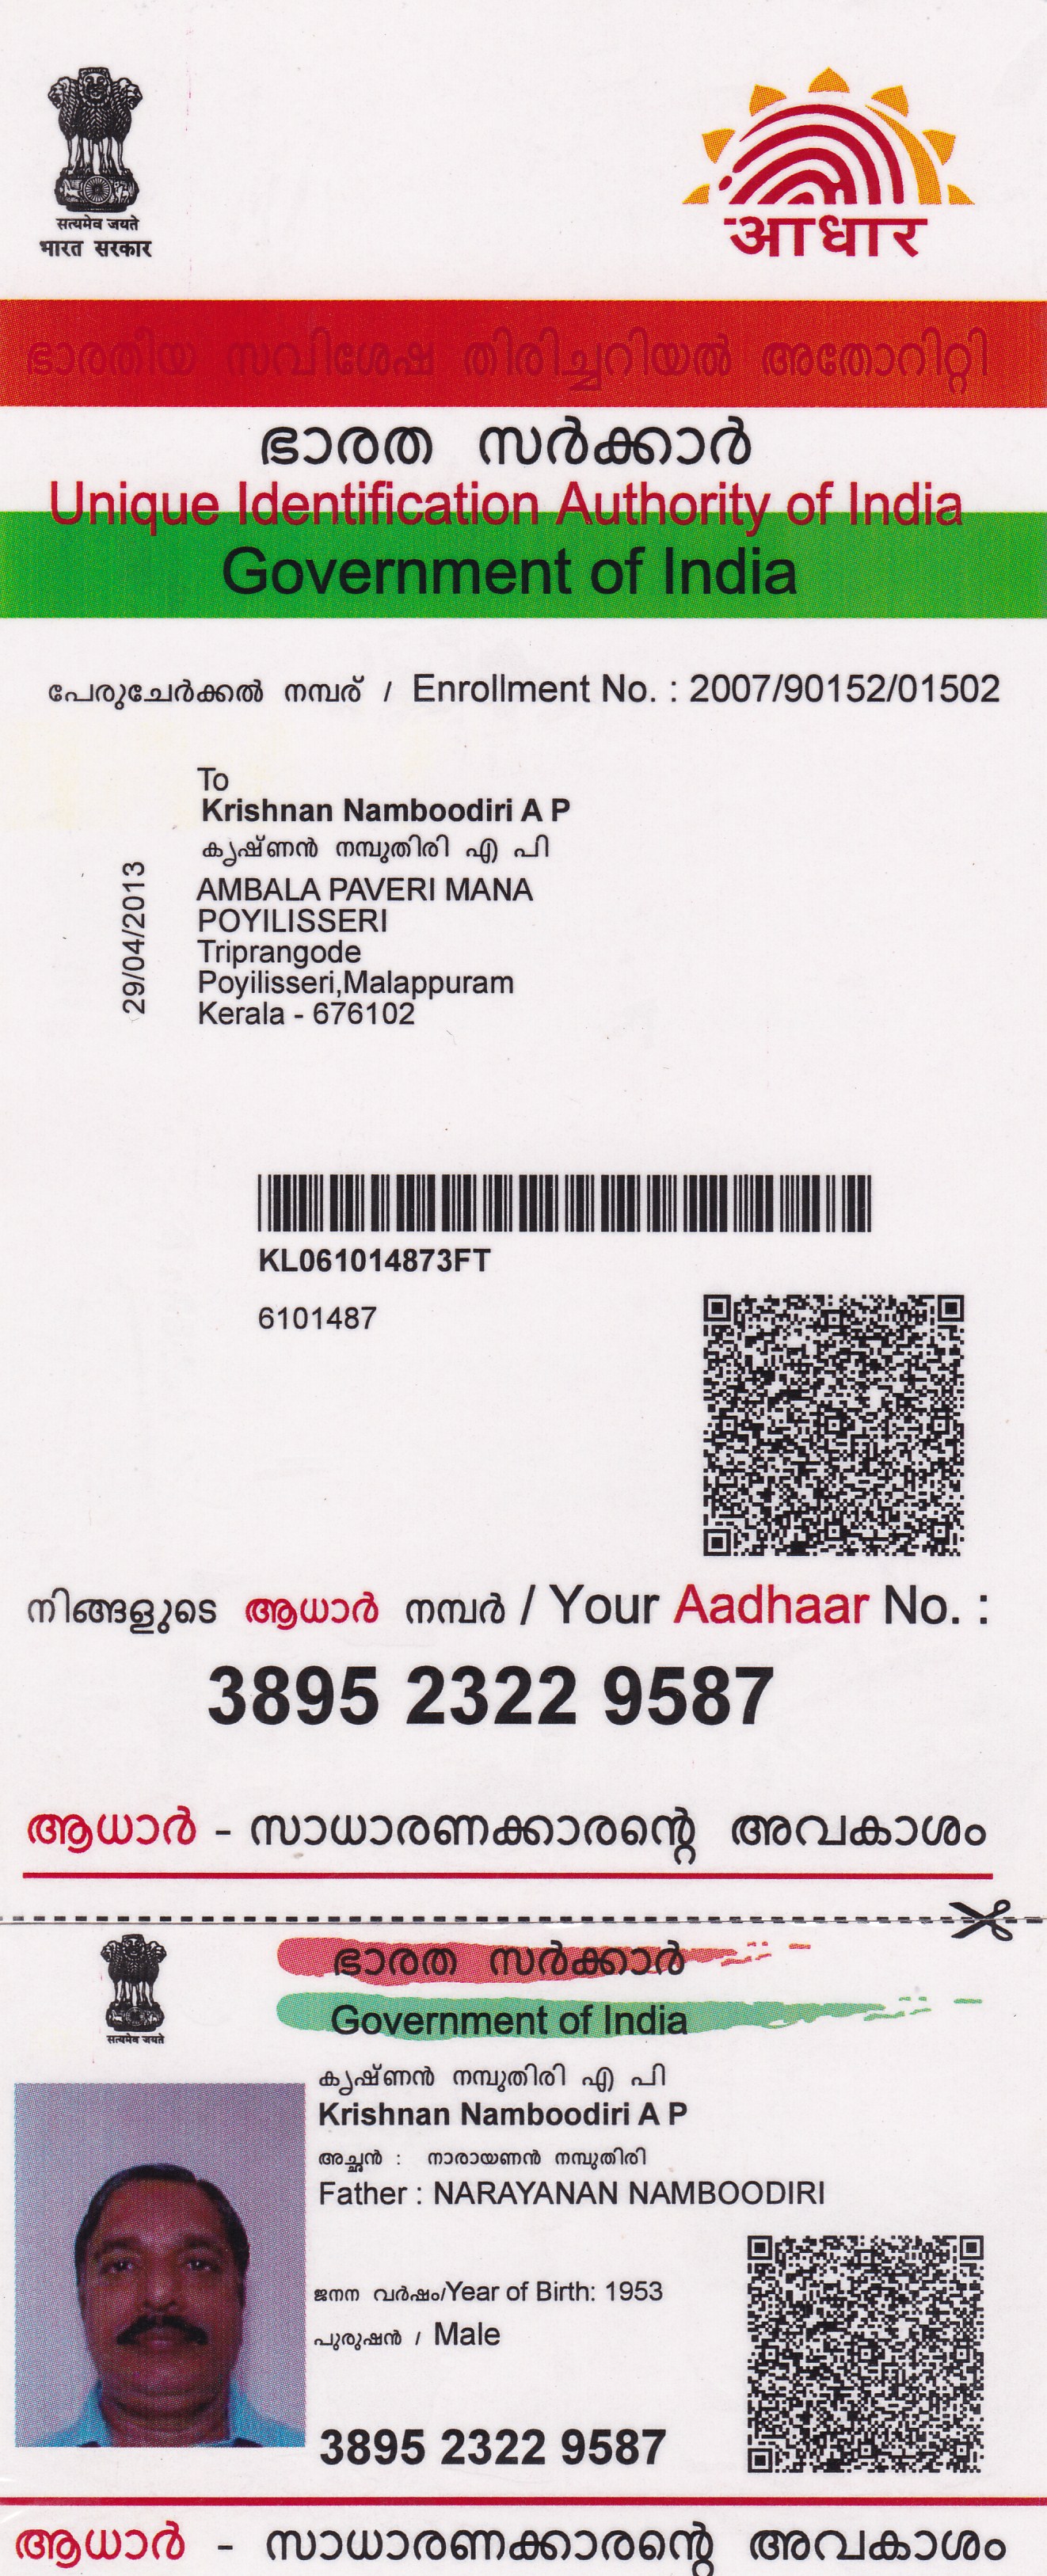 सत्यमेव जयते
भारत सरकार
आधार
ഭാരതീയ സവിശേഷ തിരിച്ചറിയൽ അതോറിറ്റി
ഭാരത സർക്കാർ
Unique Identification Authority of India
Government of India
പേരുചേർക്കൽ നമ്പര് / Enrollment No. : 2007/90152/01502
To
Krishnan Namboodiri A P
കൃഷ്ണൻ നമ്പുതിരി എ പി
AMBALA PAVERI MANA
POYILISSERI
Triprangode
Poyilisseri,Malappuram
Kerala - 676102
29/04/2013
KL061014873FT
6101487
നിങ്ങളുടെ ആധാർ നമ്പർ / Your Aadhaar No. :
3895 2322 9587
ആധാർ - സാധാരണക്കാരന്റെ അവകാശം
ഭാരത സർക്കാർ
Government of India
सत्यमेव जयते
കൃഷ്ണൻ നമ്പുതിരി എ പി
Krishnan Namboodiri A P
അച്ഛൻ : നാരായണൻ നമ്പുതിരി
Father : NARAYANAN NAMBOODIRI
ജനന വർഷം/Year of Birth: 1953
പുരുഷൻ / Male
3895 2322 9587
ആധാർ - സാധാരണക്കാരന്റെ അവകാശം